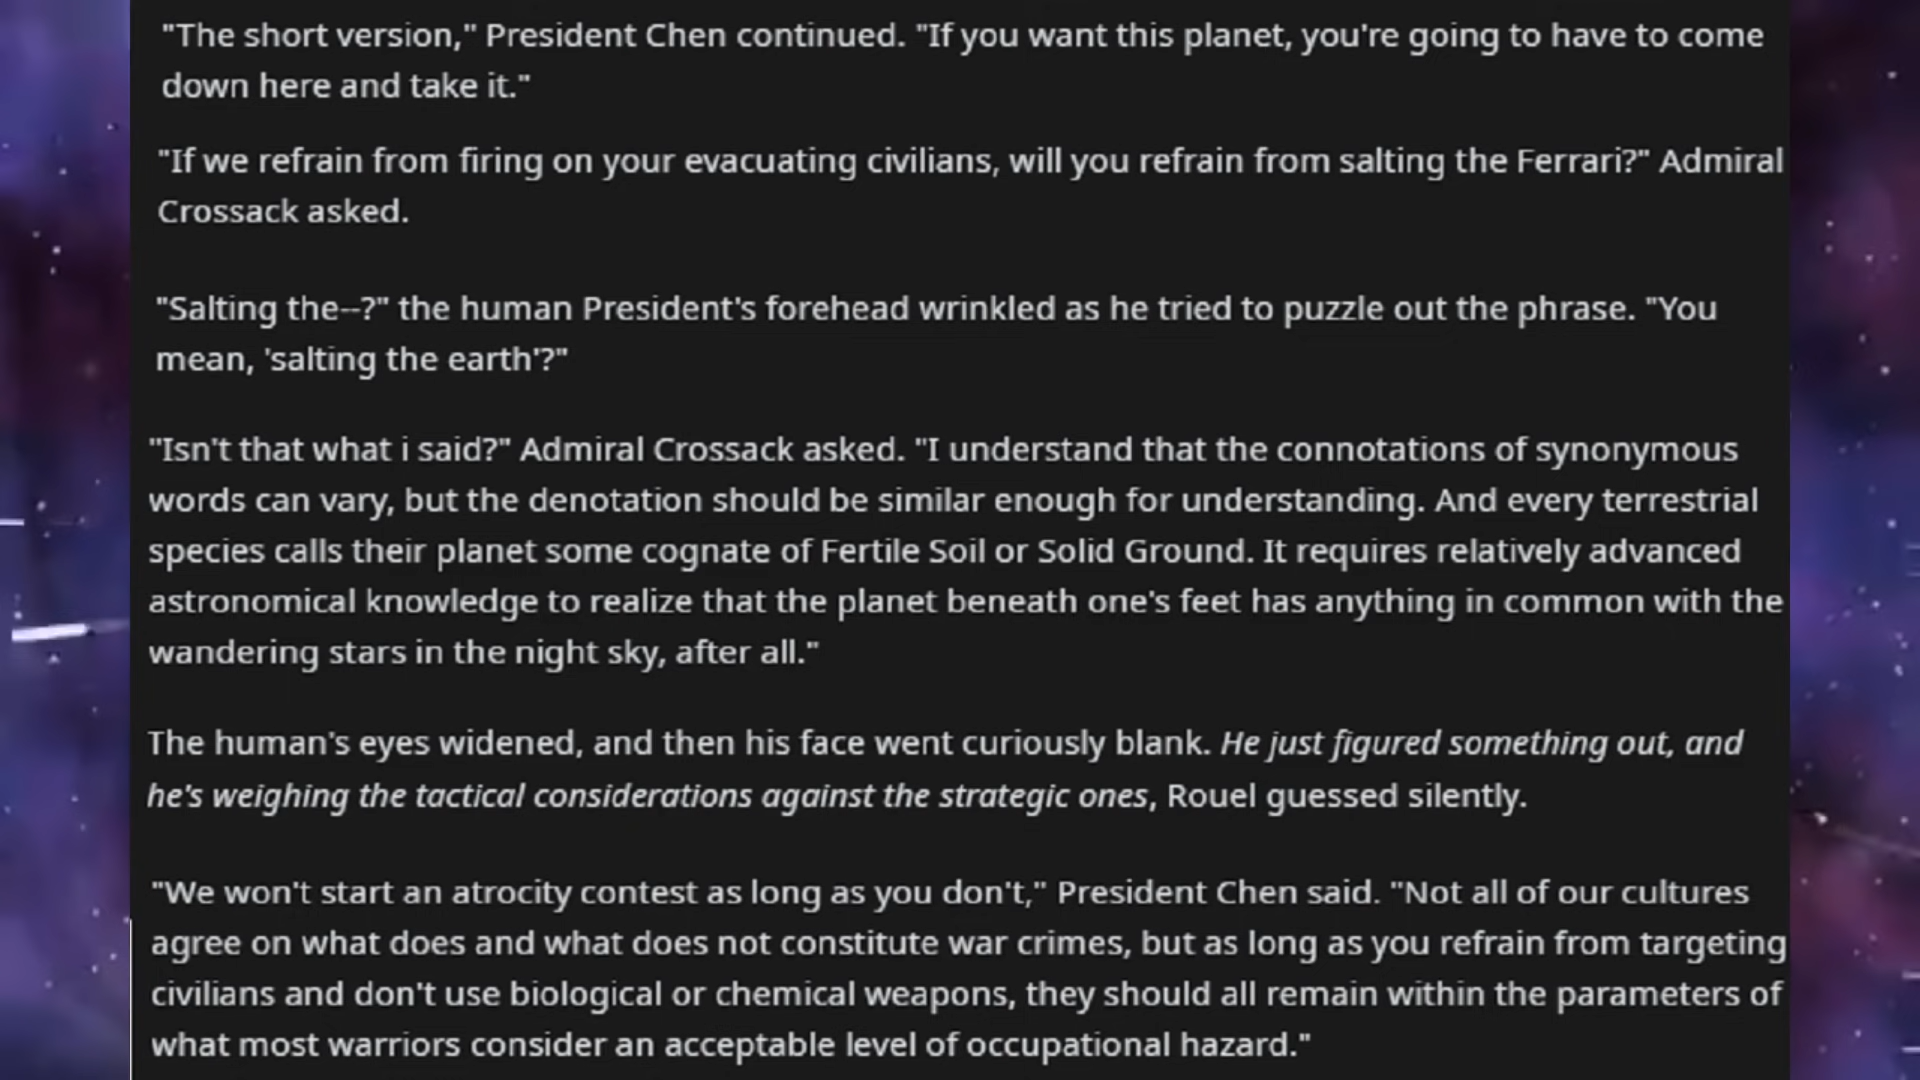 "The short version," President Chen continued. "If you want this planet, you're going to have to come
down here and take it."
"If we refrain from firing on your evacuating civilians, will you refrain from salting the Ferrari?" Admiral
Crossack asked.
"Salting the--?" the human President's forehead wrinkled as he tried to puzzle out the phrase. "You
mean, 'salting the earth'?"
"Isn't that what i said?" Admiral Crossack asked. "I understand that the connotations of synonymous
words can vary, but the denotation should be similar enough for understanding. And every terrestrial
species calls their planet some cognate of Fertile Soil or Solid Ground. It requires relatively advanced
astronomical knowledge to realize that the planet beneath one's feet has anything in common with the
wandering stars in the night sky, after all."
The human's eyes widened, and then his face went curiously blank. He just figured something out, and
he's weighing the tactical considerations against the strategic ones, Rouel guessed silently.
"We won't start an atrocity contest as long as you don't," President Chen said. "Not all of our cultures
agree on what does and what does not constitute war crimes, but as long as you refrain from targeting
civilians and don't use biological or chemical weapons, they should all remain within the parameters of
what most warriors consider an acceptable level of occupational hazard."